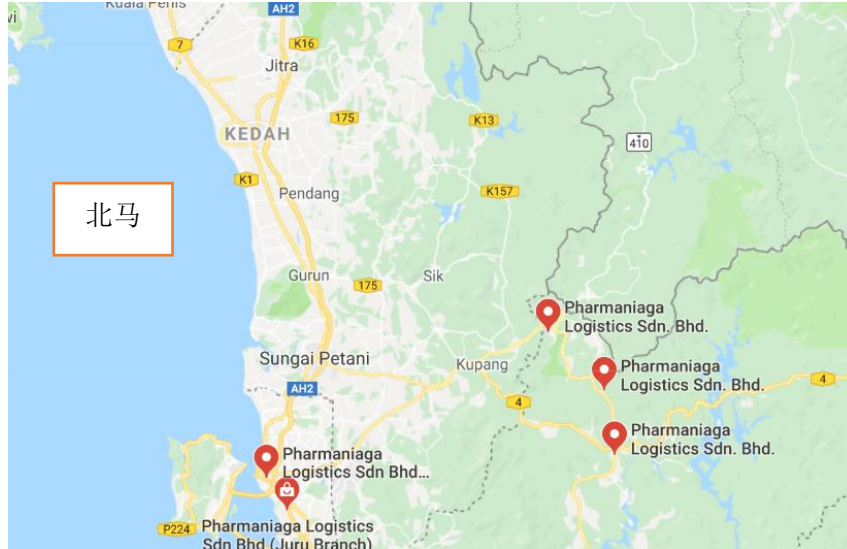 Kuala Perlis
wi
AH2
7
K16
Jitra
175
KEDAH
K13
410
K1
K157
北马
Pendang
Gurun
175
Sik
Pharmaniaga
Logistics Sdn. Bhd.
Sungai Petani
Kupang
Pharmaniaga
Logistics Sdn. Bhd.
4
AH2
4
Pharmaniaga
Logistics Sdn. Bhd.
Pharmaniaga
Logistics Sdn Bhd...
P224
Pharmaniaga Logistics
Sdn Bhd (Juru Branch)